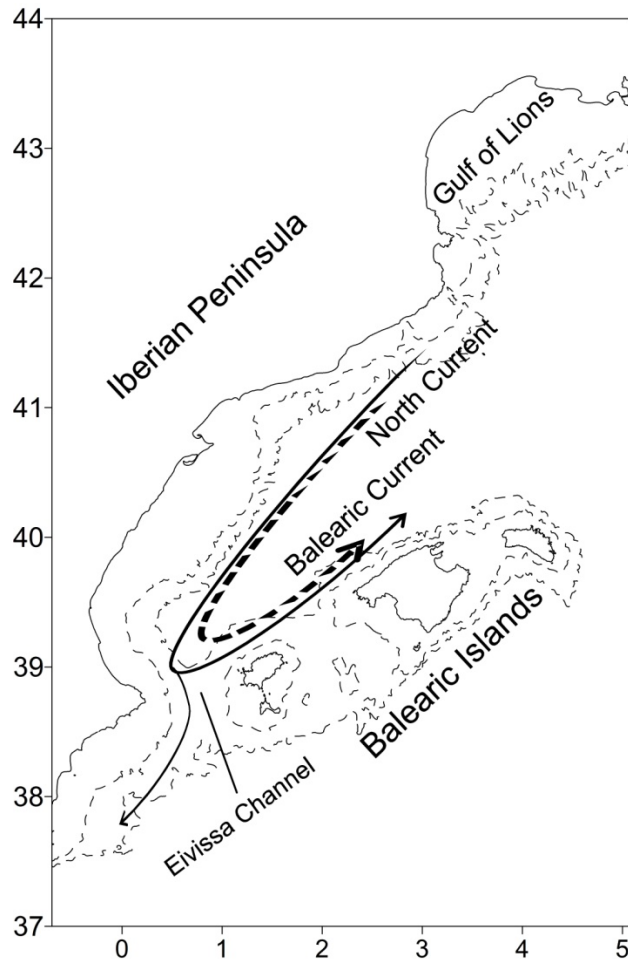 44
43
42
41
40
39
38
37
0 1 2 3 4 5
Gulf of Lions
Iberian Peninsula
North Current
Balearic Current
Balearic Islands
Eivissa Channel